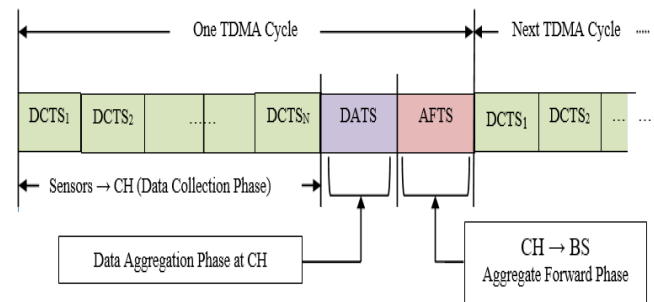 One TDMA Cycle
Next TDMA Cycle .....
DCTS₁ DCTS₂ ...... DCTSN DATS AFTS DCTS₁ DCTS₂ ... ...
Sensors → CH (Data Collection Phase)
Data Aggregation Phase at CH
CH → BS
Aggregate Forward Phase